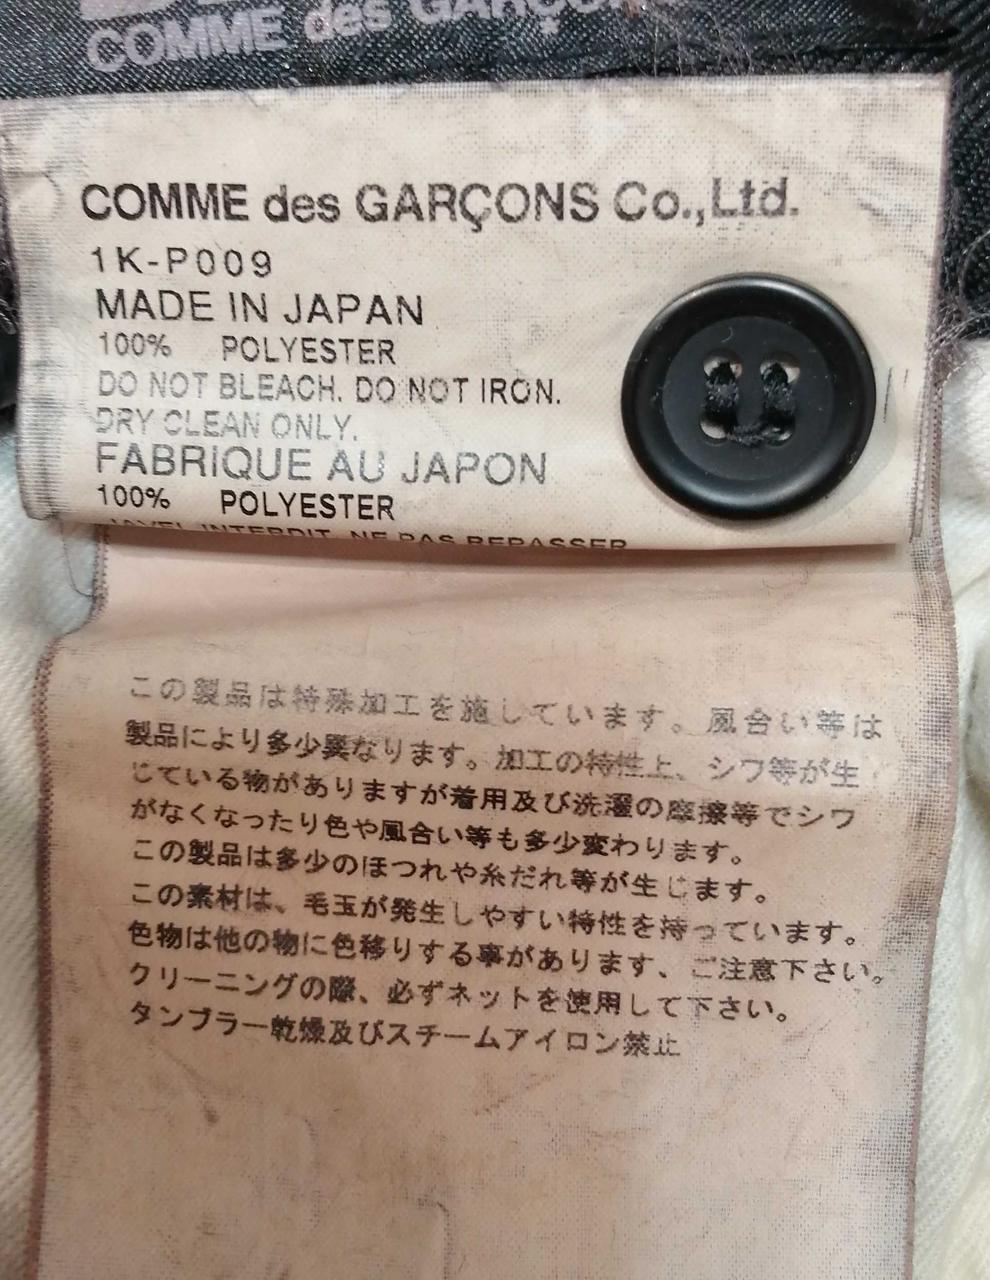 COMME des GARÇONS
COMME des GARÇONS Co.,Ltd.
1K-P009
MADE IN JAPAN
100% POLYESTER
DO NOT BLEACH. DO NOT IRON.
DRY CLEAN ONLY.
FABRIQUE AU JAPON
100% POLYESTER
JAVEL INTERDIT. NE PAS REPASSER
この製品は特殊加工を施しています。風合い等は
製品により多少異なります。加工の特性上、シワ等が生
じている物がありますが着用及び洗濯の摩擦等でシワ
がなくなったり色や風合い等も多少変わります。
この製品は多少のほつれや糸だれ等が生じます。
この素材は、毛玉が発生しやすい特性を持っています。
色物は他の物に色移りする事があります、ご注意下さい。
クリーニングの際、必ずネットを使用して下さい。
タンブラー乾燥及びスチームアイロン禁止